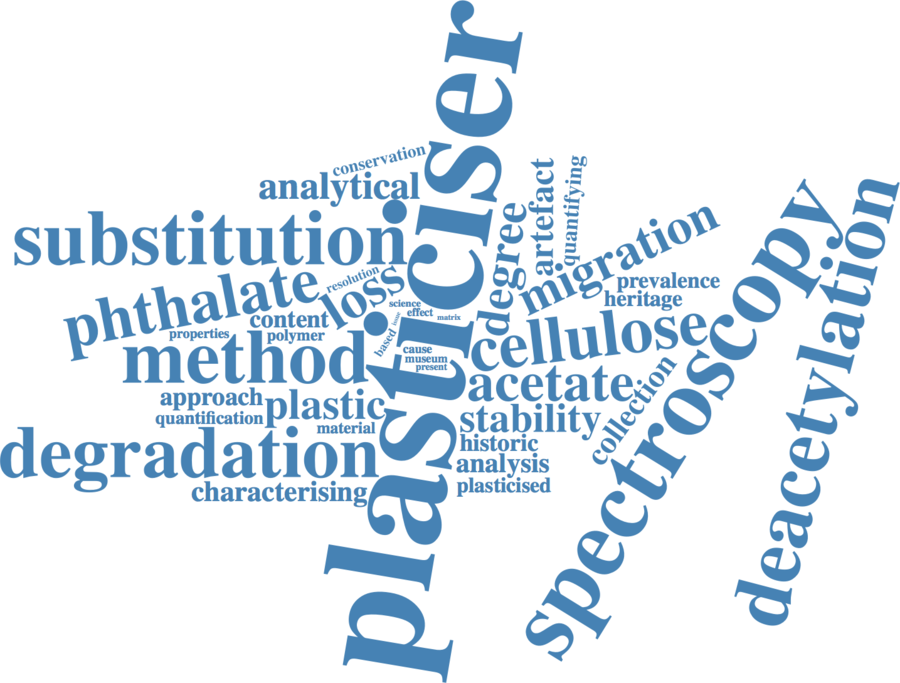 plasticiser
conservation
analytical
substitution
resolution
phthalate
loss
science
content
effect
matrix
issue
properties
polymer
based
method
cause
museum
present
approach
plastic
quantification
material
degradation
characterising
degree
artefact
quantifying
migration
prevalence
heritage
cellulose
acetate
stability
collection
historic
analysis
plasticised
spectroscopy
deacetylation